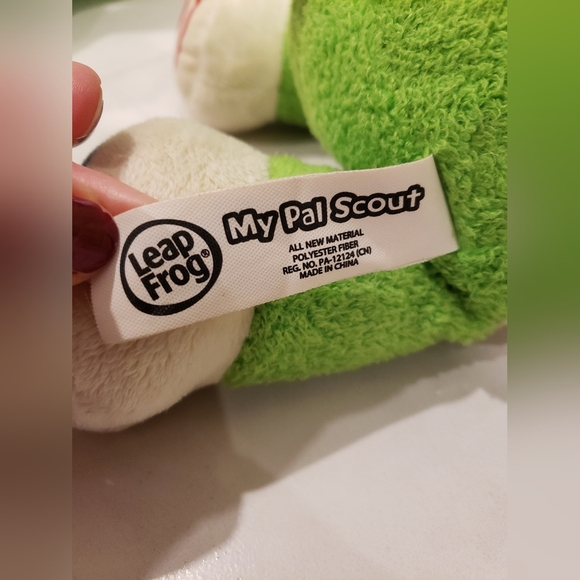 Leap
Frog®
My Pal Scout
ALL NEW MATERIAL
POLYESTER FIBER
REG. NO. PA-12124 (CN)
MADE IN CHINA